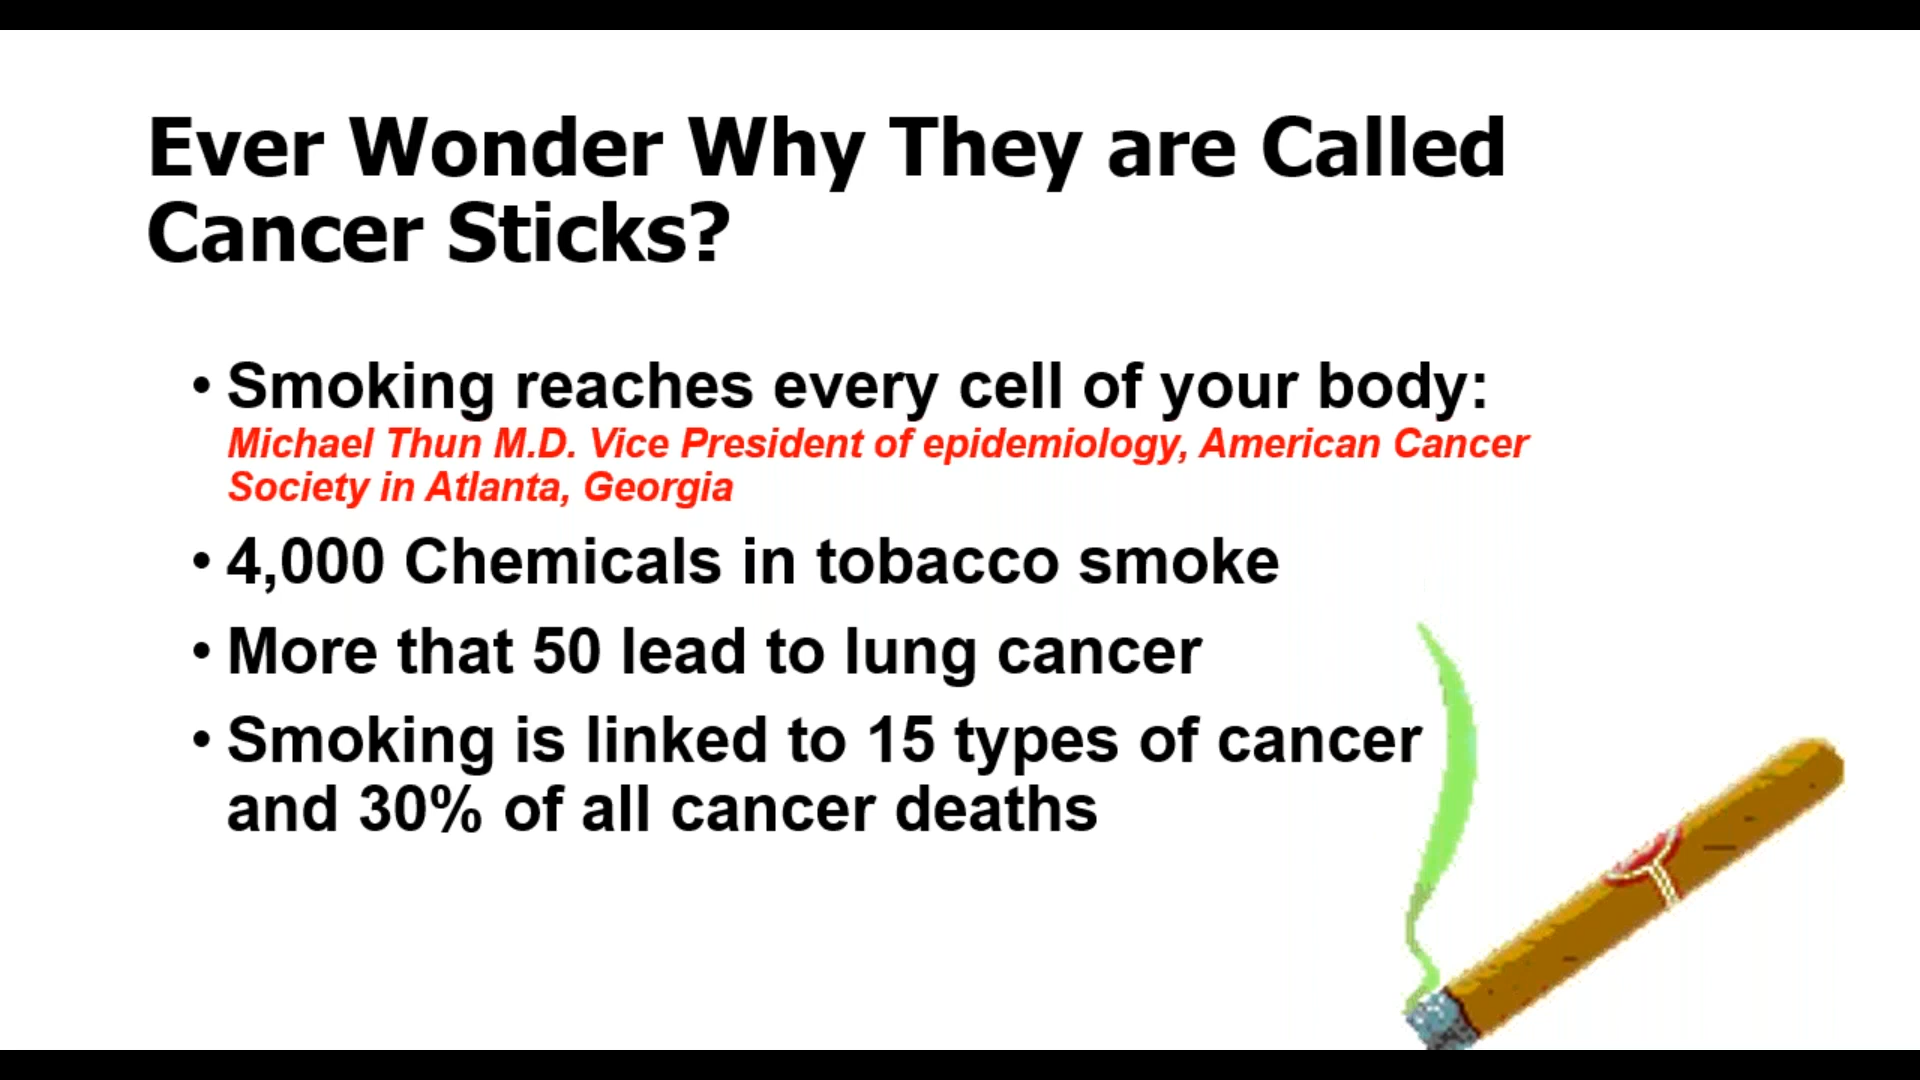 Ever Wonder Why They are Called
Cancer Sticks?
• Smoking reaches every cell of your body:
Michael Thun M.D. Vice President of epidemiology, American Cancer
Society in Atlanta, Georgia
• 4,000 Chemicals in tobacco smoke
• More that 50 lead to lung cancer
• Smoking is linked to 15 types of cancer
and 30% of all cancer deaths